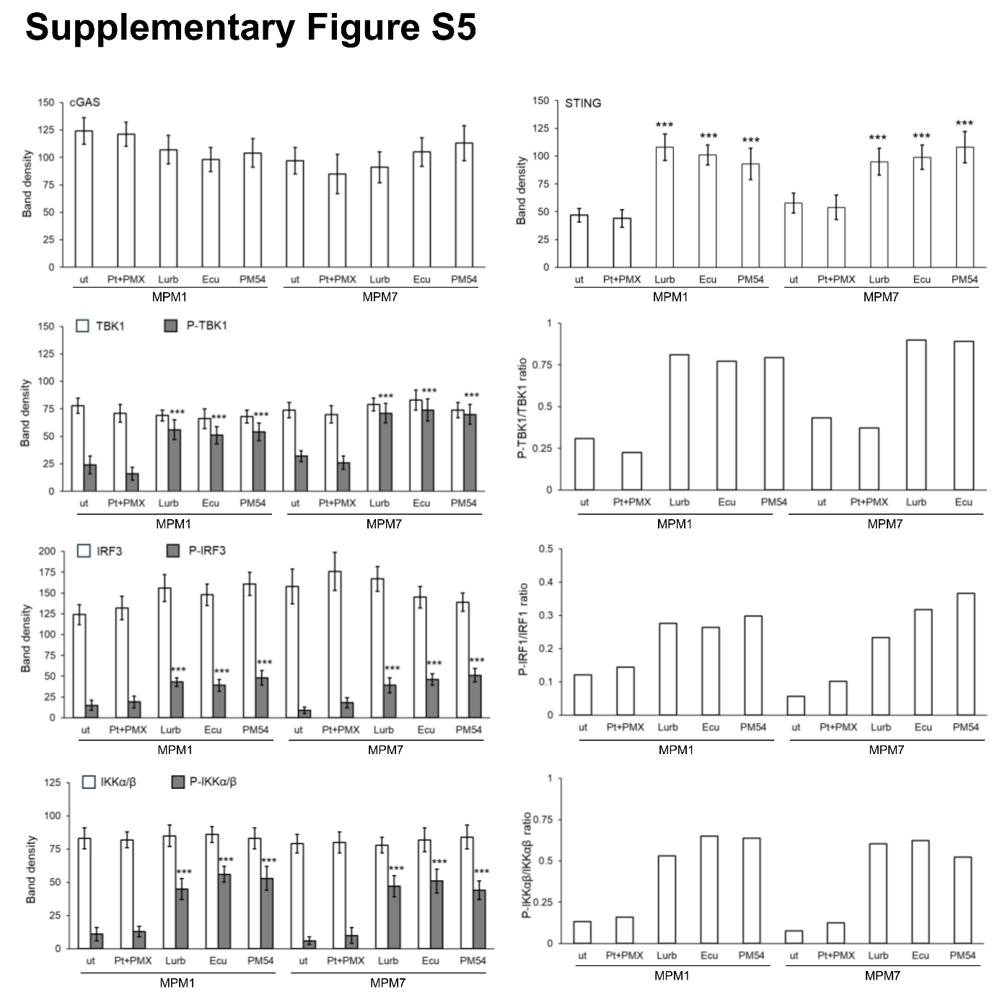 Supplementary Figure S5
cGAS
Band density
150
125
100
75
50
25
0
ut Pt+PMX Lurb Ecu PM54 ut Pt+PMX Lurb Ecu PM54
MPM1 MPM7
STING
Band density
150
125
100
75
50
25
0
*** *** *** *** *** ***
ut Pt+PMX Lurb Ecu PM54 ut Pt+PMX Lurb Ecu PM54
MPM1 MPM7
TBK1 P-TBK1
Band density
150
125
100
75
50
25
0
*** *** *** *** *** ***
ut Pt+PMX Lurb Ecu PM54 ut Pt+PMX Lurb Ecu PM54
MPM1 MPM7
P-TBK1/TBK1 ratio
1
0.75
0.5
0.25
0
ut Pt+PMX Lurb Ecu PM54 ut Pt+PMX Lurb Ecu
MPM1 MPM7
IRF3 P-IRF3
Band density
200
175
150
125
100
75
50
25
0
*** *** *** *** *** ***
ut Pt+PMX Lurb Ecu PM54 ut Pt+PMX Lurb Ecu PM54
MPM1 MPM7
P-IRF1/IRF1 ratio
0.5
0.4
0.3
0.2
0.1
0
ut Pt+PMX Lurb Ecu PM54 ut Pt+PMX Lurb Ecu PM54
MPM1 MPM7
IKKα/β P-IKKα/β
Band density
125
100
75
50
25
0
*** *** *** *** *** ***
ut Pt+PMX Lurb Ecu PM54 ut Pt+PMX Lurb Ecu PM54
MPM1 MPM7
P-IKKαβ/IKKαβ ratio
1
0.75
0.5
0.25
0
ut Pt+PMX Lurb Ecu PM54 ut Pt+PMX Lurb Ecu PM54
MPM1 MPM7